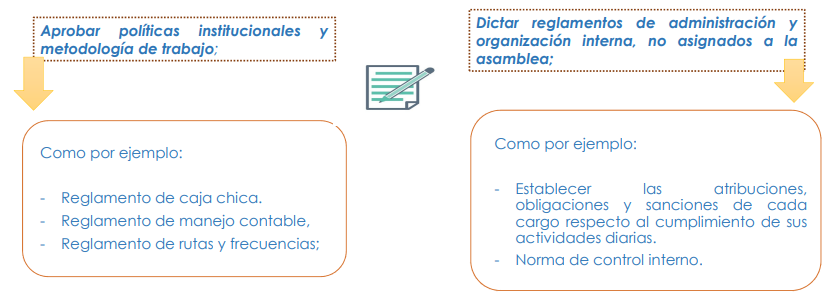 Aprobar políticas institucionales y
metodología de trabajo;
Como por ejemplo:
- Reglamento de caja chica.
- Reglamento de manejo contable,
- Reglamento de rutas y frecuencias;
Dictar reglamentos de administración y
organización interna, no asignados a la
asamblea;
Como por ejemplo:
- Establecer las atribuciones,
obligaciones y sanciones de cada
cargo respecto al cumplimiento de sus
actividades diarias.
- Norma de control interno.